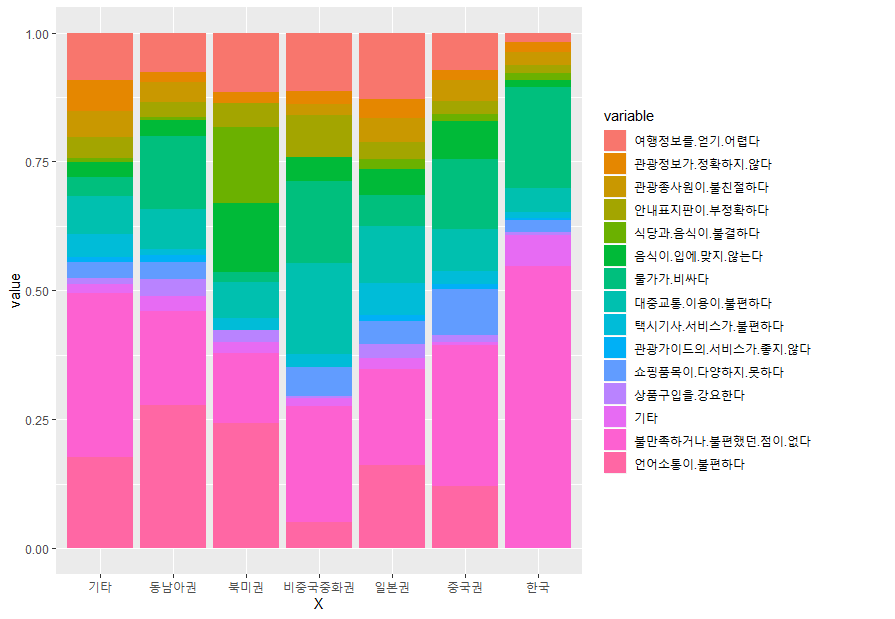 1.00
0.75
0.50
0.25
0.00
value
기타 동남아권 북미권 비중국중화권 일본권 중국권 한국
X
variable
여행정보를.얻기.어렵다
관광정보가.정확하지.않다
관광종사원이.불친절하다
안내표지판이.부정확하다
식당과.음식이.불결하다
음식이.입에.맞지.않는다
물가가.비싸다
대중교통.이용이.불편하다
택시기사.서비스가.불편하다
관광가이드의.서비스가.좋지.않다
쇼핑품목이.다양하지.못하다
상품구입을.강요한다
기타
불만족하거나.불편했던.점이.없다
언어소통이.불편하다